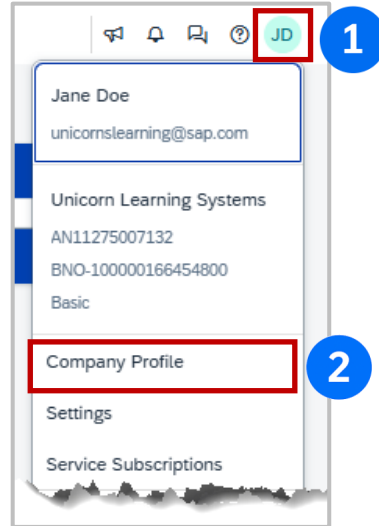 JD
1
Jane Doe
unicornslearning@sap.com
Unicorn Learning Systems
AN11275007132
BNO-100000166454800
Basic
Company Profile
2
Settings
Service Subscriptions